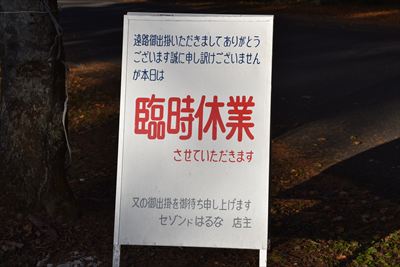 遠路御出掛いただきまして ありがとう
ございます誠に申し訳けございません
が本日は
臨時休業
させていただきます
又の御出掛を御待ち申し上げます
セゾンドはるな 店主